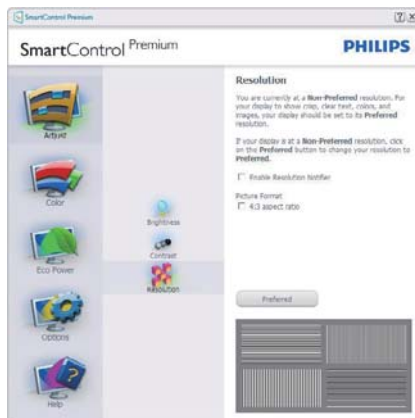 SmartControl Premium
SmartControl Premium
PHILIPS
Adjust
Color
Eco Power
Options
Help
Brightness
Contrast
Resolution
Resolution
You are currently at a Non-Preferred resolution. For
your display to show crisp, clear text, colors, and
images, your display should be set to its Preferred
resolution.
If your display is at a Non-Preferred resolution, click
on the Preferred button to change your resolution to
Preferred.
Enable Resolution Notifier
Picture Format
4:3 aspect ratio
Preferred